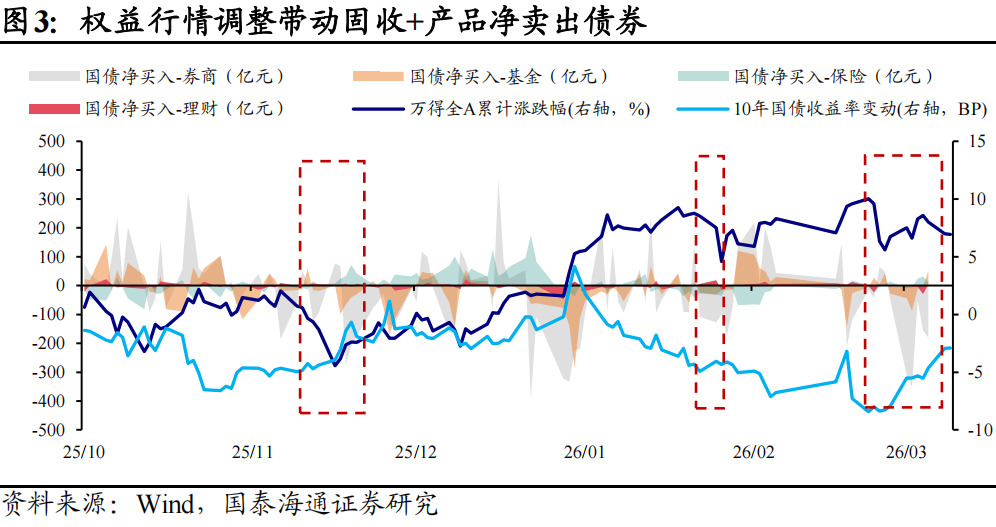 图3：权益行情调整带动固收+产品净卖出债券
国债净买入-券商（亿元） 国债净买入-基金（亿元） 国债净买入-保险（亿元）
国债净买入-理财（亿元） 万得全A累计涨跌幅(右轴，%) 10年国债收益率变动(右轴，BP)
500 15
400
300 10
200
100 5
0
-100 0
-200
-300 -5
-400
-500 -10
25/10 25/11 25/12 26/01 26/02 26/03
资料来源：Wind，国泰海通证券研究